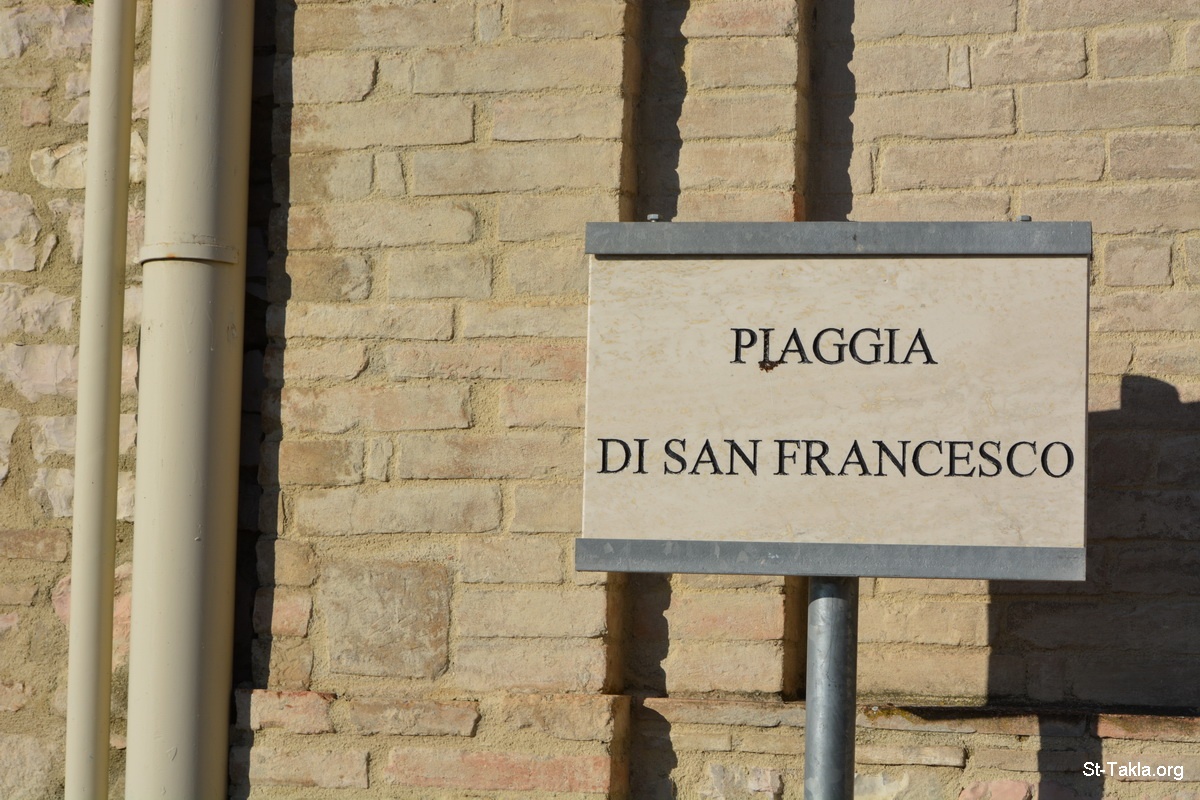 PIAGGIA
DI SAN FRANCESCO
St-Takla.org